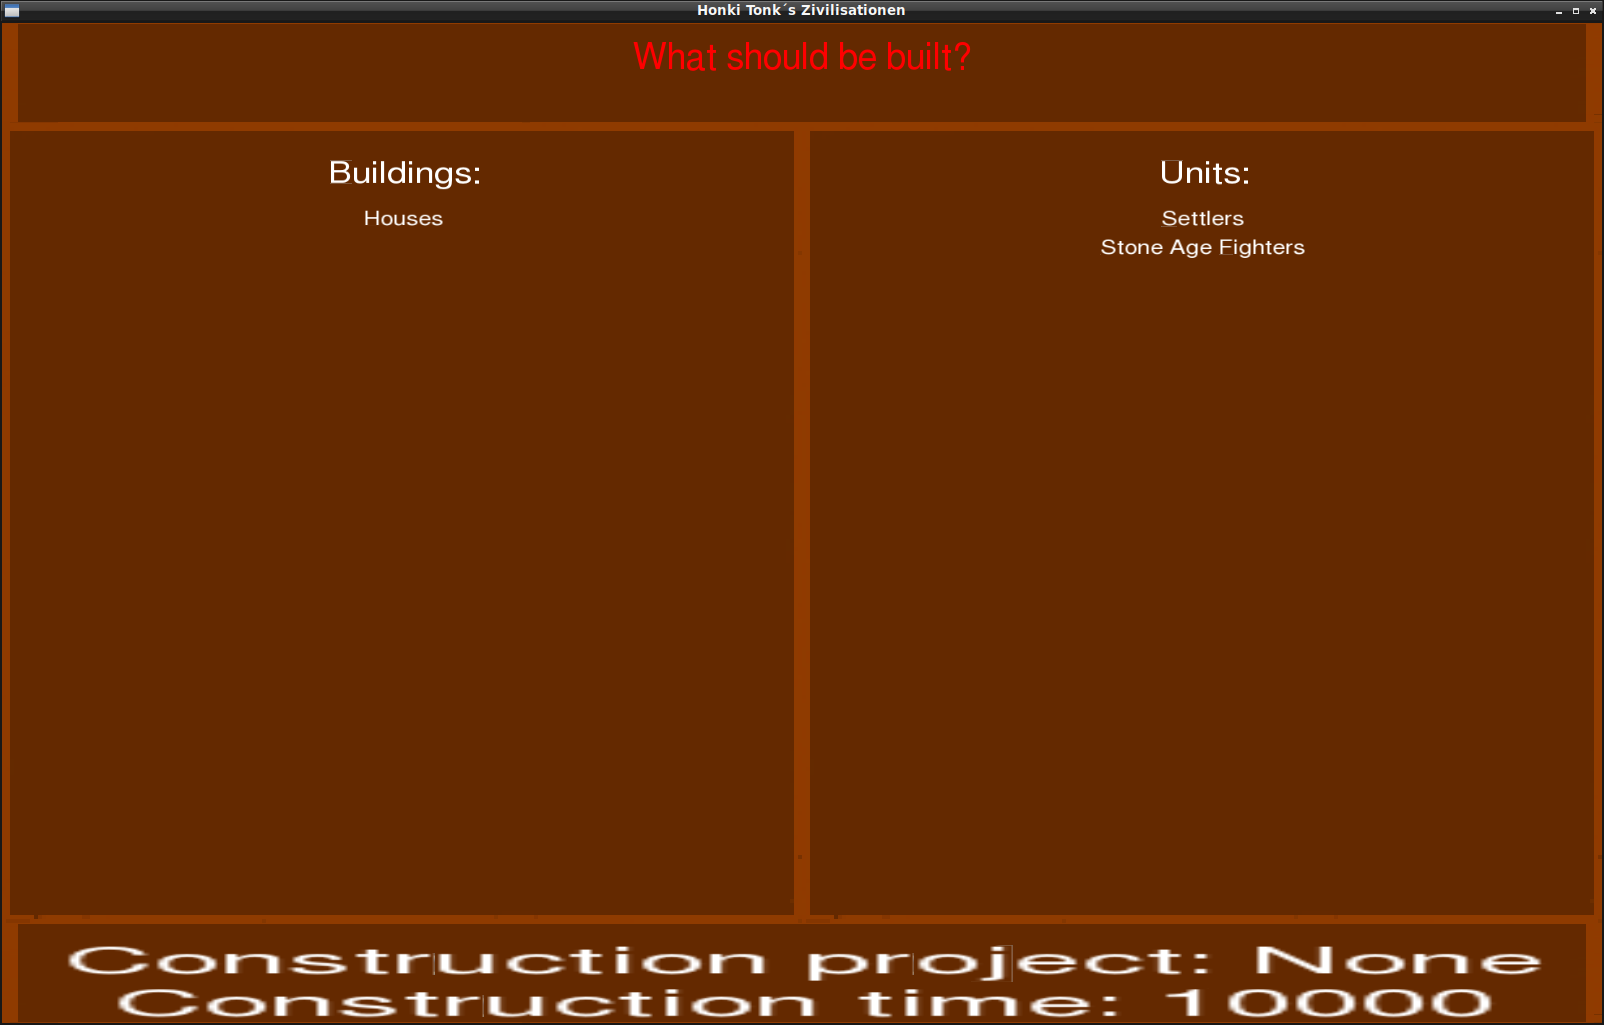 Honki Tonk´s Zivilisationen
What should be built?
Buildings:
Houses
Units:
Settlers
Stone Age Fighters
Construction project: None
Construction time: 10000